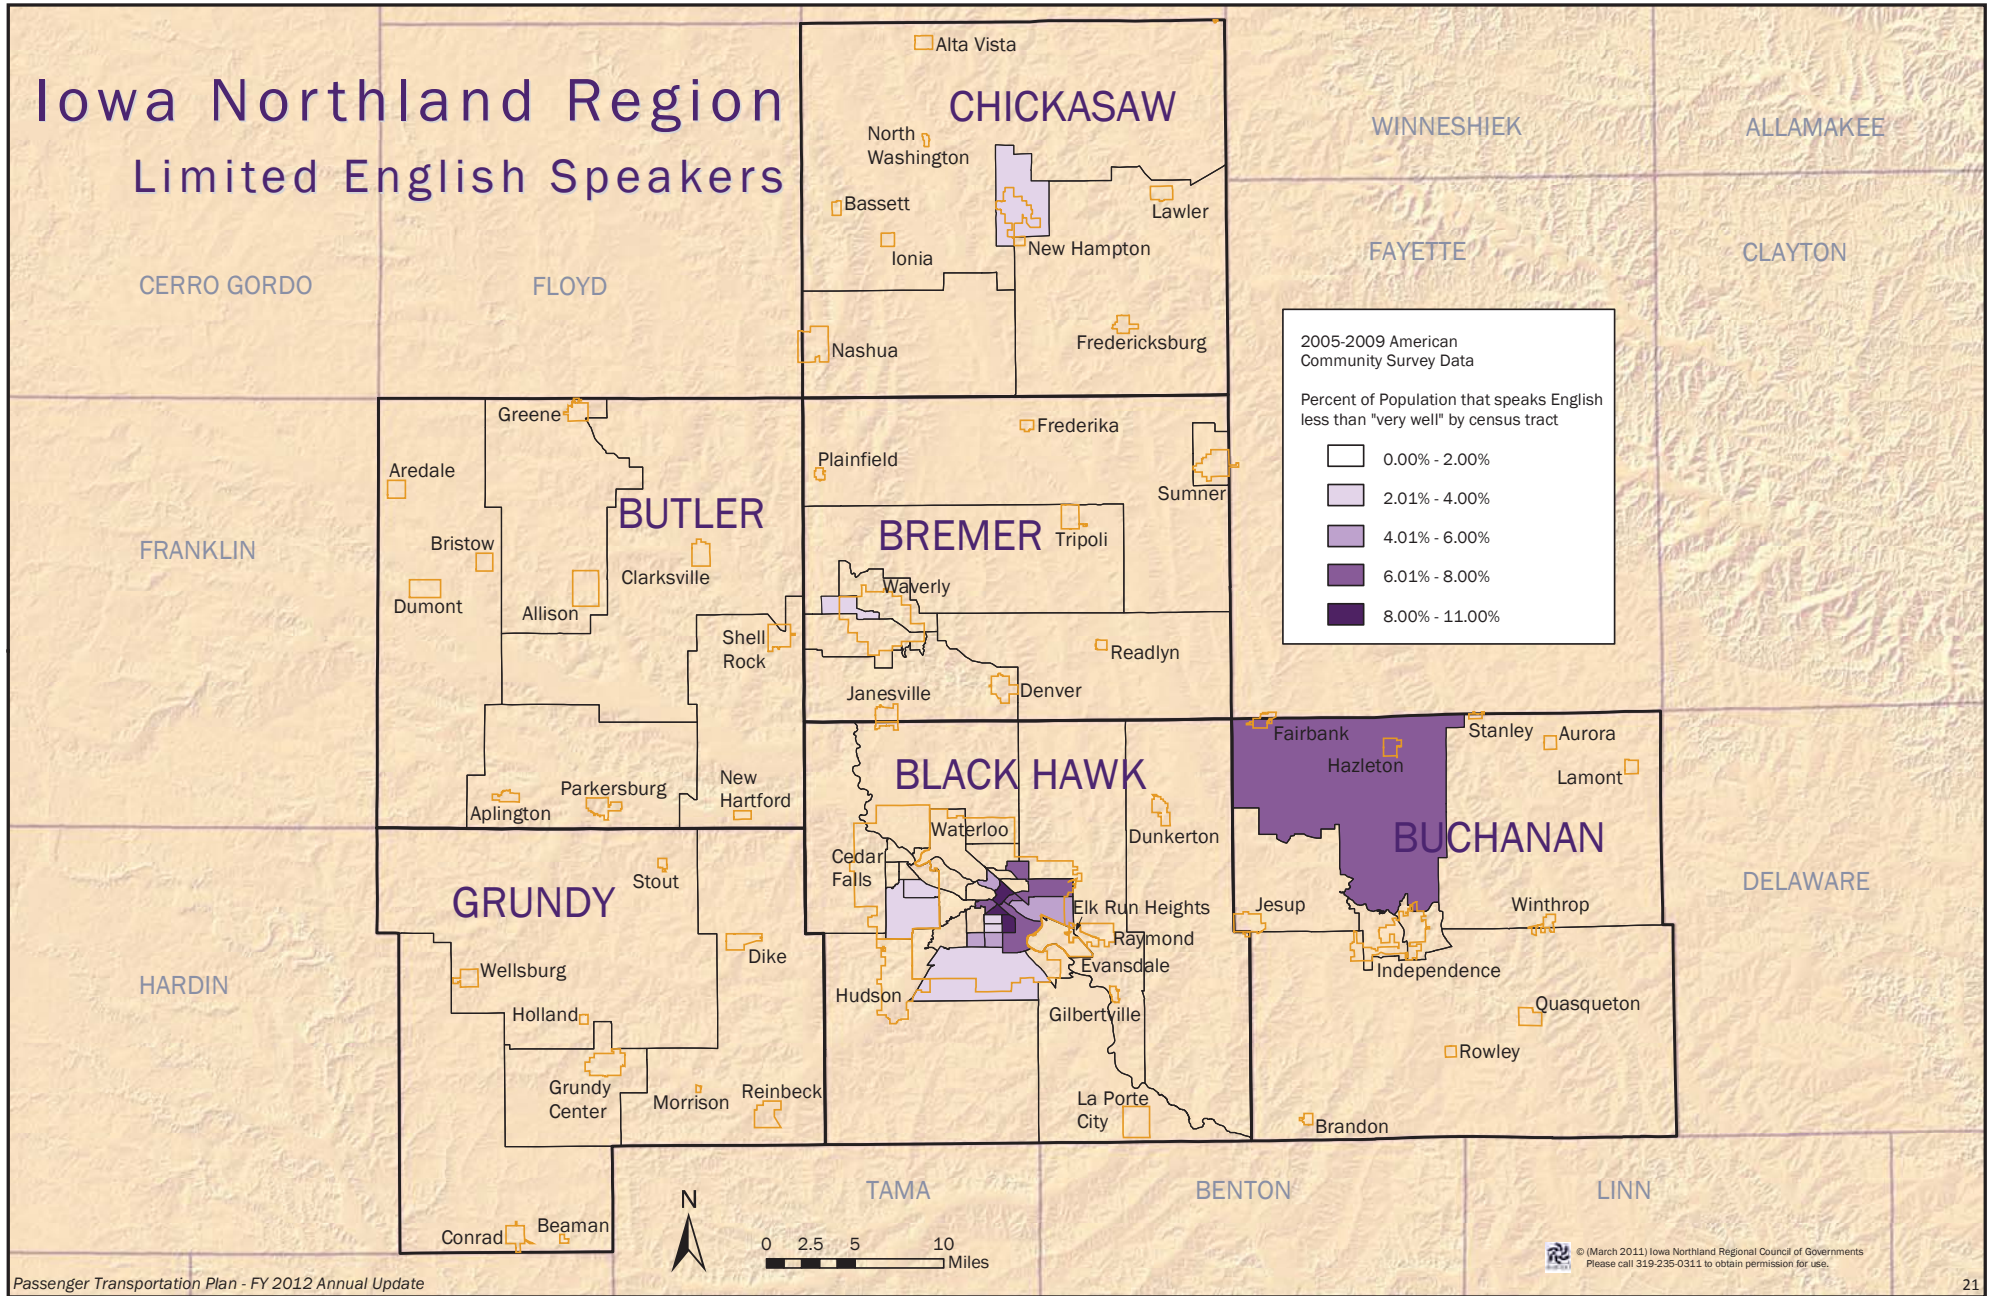 Iowa Northland Region
Limited English Speakers
CHICKASAW
Alta Vista
North
Washington
Bassett
Ionia
Lawler
New Hampton
Nashua
Fredericksburg
WINNESHIEK
ALLAMAKEE
FAYETTE
CLAYTON
CERRO GORDO
FLOYD
2005-2009 American
Community Survey Data
Percent of Population that speaks English
less than "very well" by census tract
0.00% - 2.00%
2.01% - 4.00%
4.01% - 6.00%
6.01% - 8.00%
8.00% - 11.00%
FRANKLIN
BUTLER
Greene
Aredale
Bristow
Dumont
Allison
Clarksville
Shell
Rock
Aplington
Parkersburg
New
Hartford
BREMER
Frederika
Plainfield
Sumner
Tripoli
Waverly
Readlyn
Janesville
Denver
BLACK HAWK
Waterloo
Cedar
Falls
Dunkerton
Elk Run Heights
Raymond
Evansdale
Hudson
Gilbertville
La Porte
City
BUCHANAN
Fairbank
Hazleton
Stanley
Aurora
Lamont
Jesup
Winthrop
Independence
Quasqueton
Rowley
Brandon
DELAWARE
GRUNDY
Stout
Dike
Wellsburg
Holland
Grundy
Center
Morrison
Reinbeck
Conrad
Beaman
HARDIN
TAMA
BENTON
LINN
N
0 2.5 5 10
Miles
© (March 2011) Iowa Northland Regional Council of Governments
Please call 319-235-0311 to obtain permission for use.
Passenger Transportation Plan - FY 2012 Annual Update
21